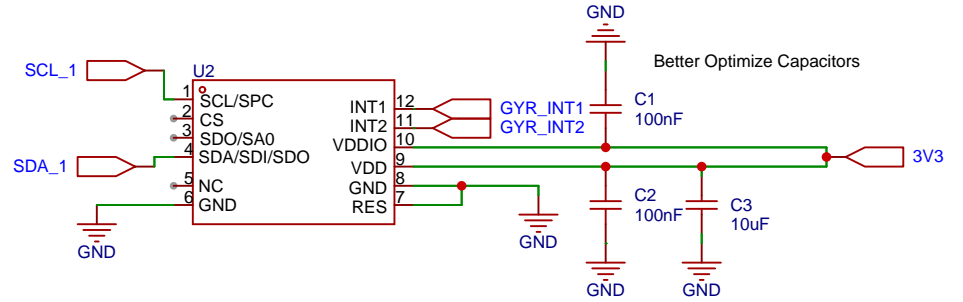 GND
Better Optimize Capacitors
SCL_1
U2
C1
100nF
1 SCL/SPC
2 CS
3 SDO/SA0
4 SDA/SDI/SDO
5 NC
6 GND
INT1 12
INT2 11
VDDIO 10
VDD 9
GND 8
RES 7
GYR_INT1
GYR_INT2
SDA_1
3V3
C2
100nF
C3
10uF
GND
GND
GND
GND